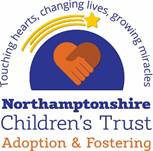 Touching hearts, changing lives, growing miracles
Northamptonshire
Children's Trust
Adoption & Fostering